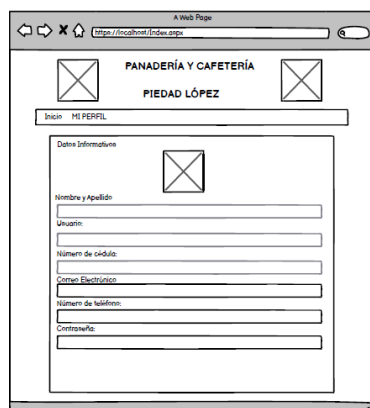 A Web Page
https://localhost/Index.aspx
PANADERÍA Y CAFETERÍA
PIEDAD LÓPEZ
Inicio MI PERFIL
Datos Informativos
Nombre y Apellido
Usuario:
Número de cédula:
Correo Electrónico
Número de teléfono:
Contraseña: